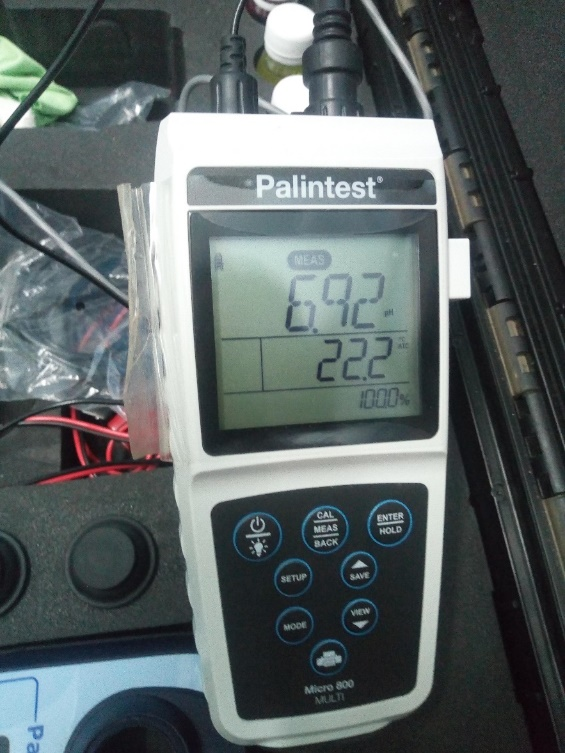 Palintest®
MEAS
6.92 pH
22.2 °C
100.0%
CAL
MEAS
BACK
ENTER
HOLD
SETUP
SAVE
MODE
VIEW
Micro 800
MULTI
Pa